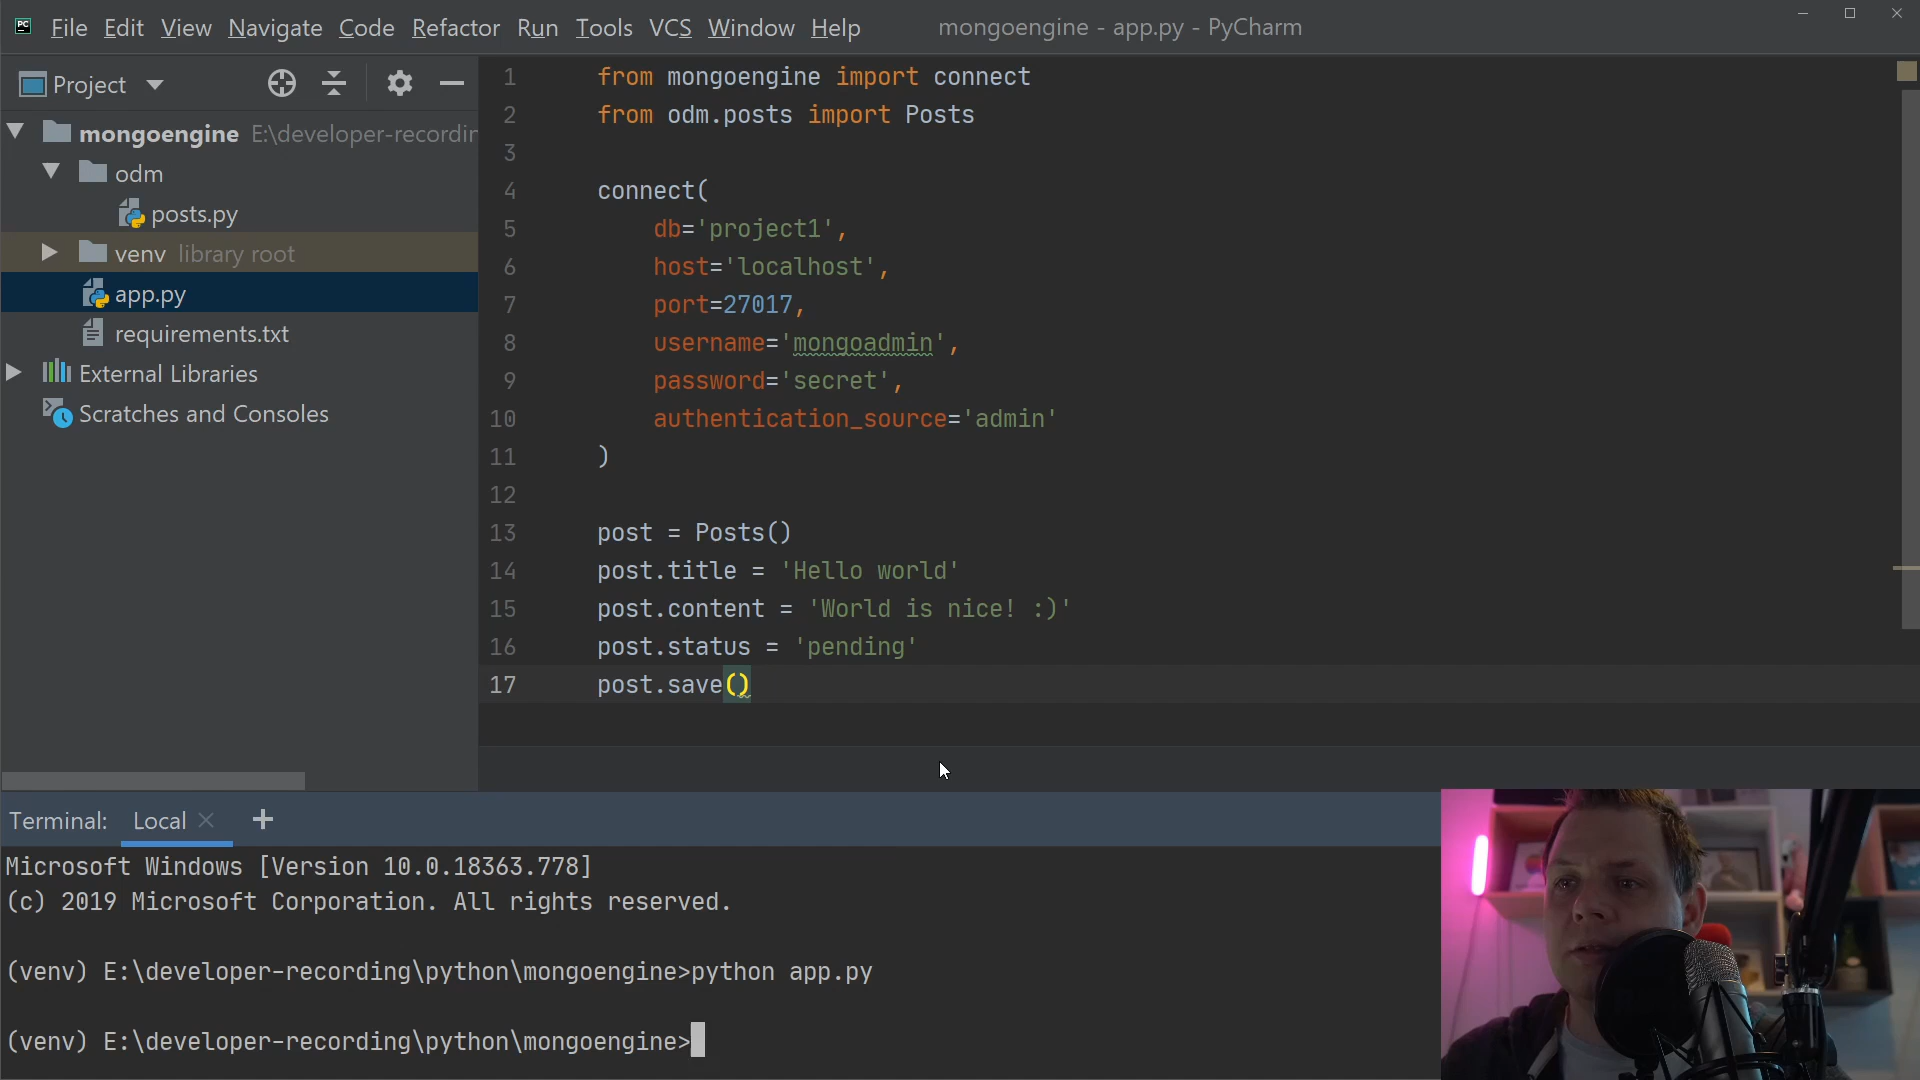 PC File Edit View Navigate Code Refactor Run Tools VCS Window Help mongoengine - app.py - PyCharm
Project
mongoengine E:\developer-recordin
odm
posts.py
venv library root
app.py
requirements.txt
External Libraries
Scratches and Consoles
1 from mongoengine import connect
2 from odm.posts import Posts
3
4 connect(
5 db='project1',
6 host='localhost',
7 port=27017,
8 username='mongoadmin',
9 password='secret',
10 authentication_source='admin'
11 )
12
13 post = Posts()
14 post.title = 'Hello world'
15 post.content = 'World is nice! :)'
16 post.status = 'pending'
17 post.save()
Terminal: Local
Microsoft Windows [Version 10.0.18363.778]
(c) 2019 Microsoft Corporation. All rights reserved.
(venv) E:\developer-recording\python\mongoengine>python app.py
(venv) E:\developer-recording\python\mongoengine>